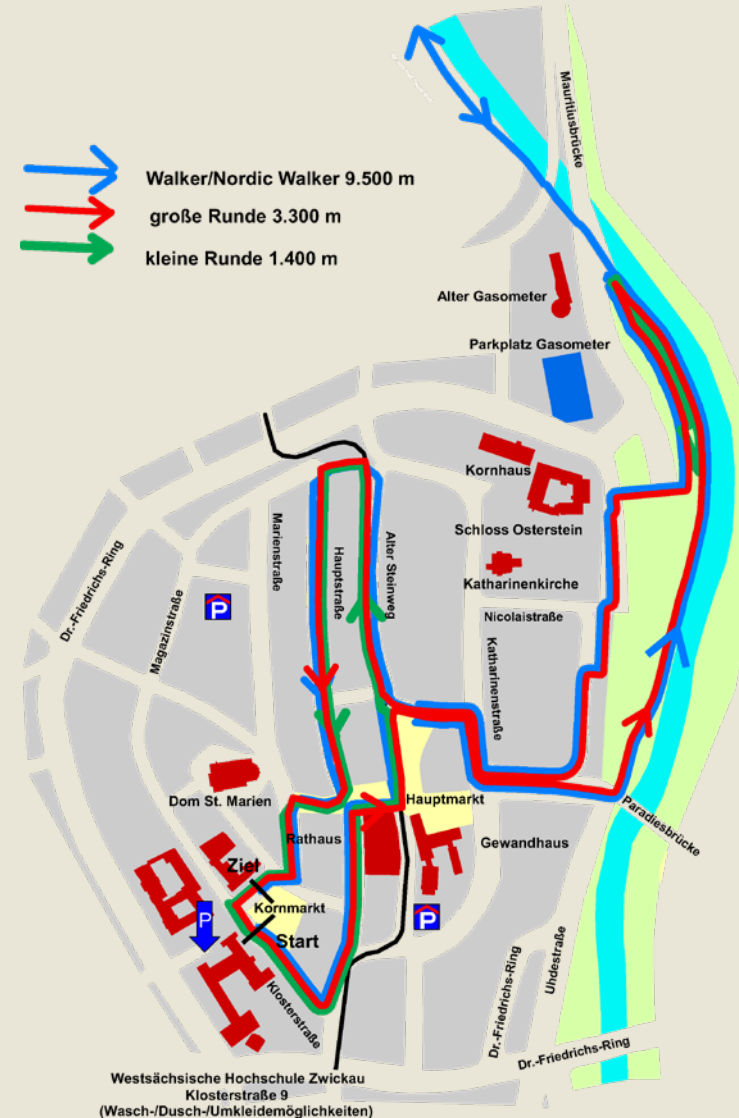 Mauritiusbrücke
Walker/Nordic Walker 9.500 m
große Runde 3.300 m
kleine Runde 1.400 m
Alter Gasometer
Parkplatz Gasometer
Kornhaus
Schloss Osterstein
Katharinenkirche
Nicolaistraße
Katharinenstraße
Alter Steinweg
Hauptstraße
Marienstraße
Magazinstraße
Dr.-Friedrichs-Ring
P
Dom St. Marien
Hauptmarkt
Rathaus
Gewandhaus
Paradiesbrücke
Ziel
Kornmarkt
Start
P
P
Klosterstraße
Uhdestraße
Dr.-Friedrichs-Ring
Dr.-Friedrichs-Ring
Westsächsische Hochschule Zwickau
Klosterstraße 9
(Wasch-/Dusch-/Umkleidemöglichkeiten)